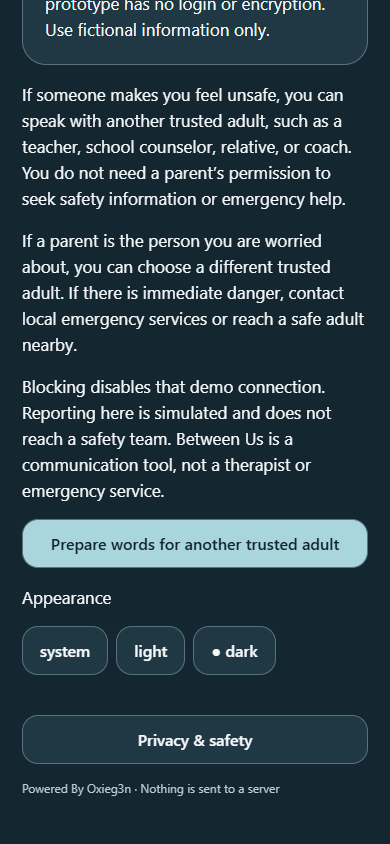 prototype has no login or encryption.
Use fictional information only.
If someone makes you feel unsafe, you can
speak with another trusted adult, such as a
teacher, school counselor, relative, or coach.
You do not need a parent’s permission to
seek safety information or emergency help.
If a parent is the person you are worried
about, you can choose a different trusted
adult. If there is immediate danger, contact
local emergency services or reach a safe adult
nearby.
Blocking disables that demo connection.
Reporting here is simulated and does not
reach a safety team. Between Us is a
communication tool, not a therapist or
emergency service.
Prepare words for another trusted adult
Appearance
system light ● dark
Privacy & safety
Powered By Oxieg3n · Nothing is sent to a server